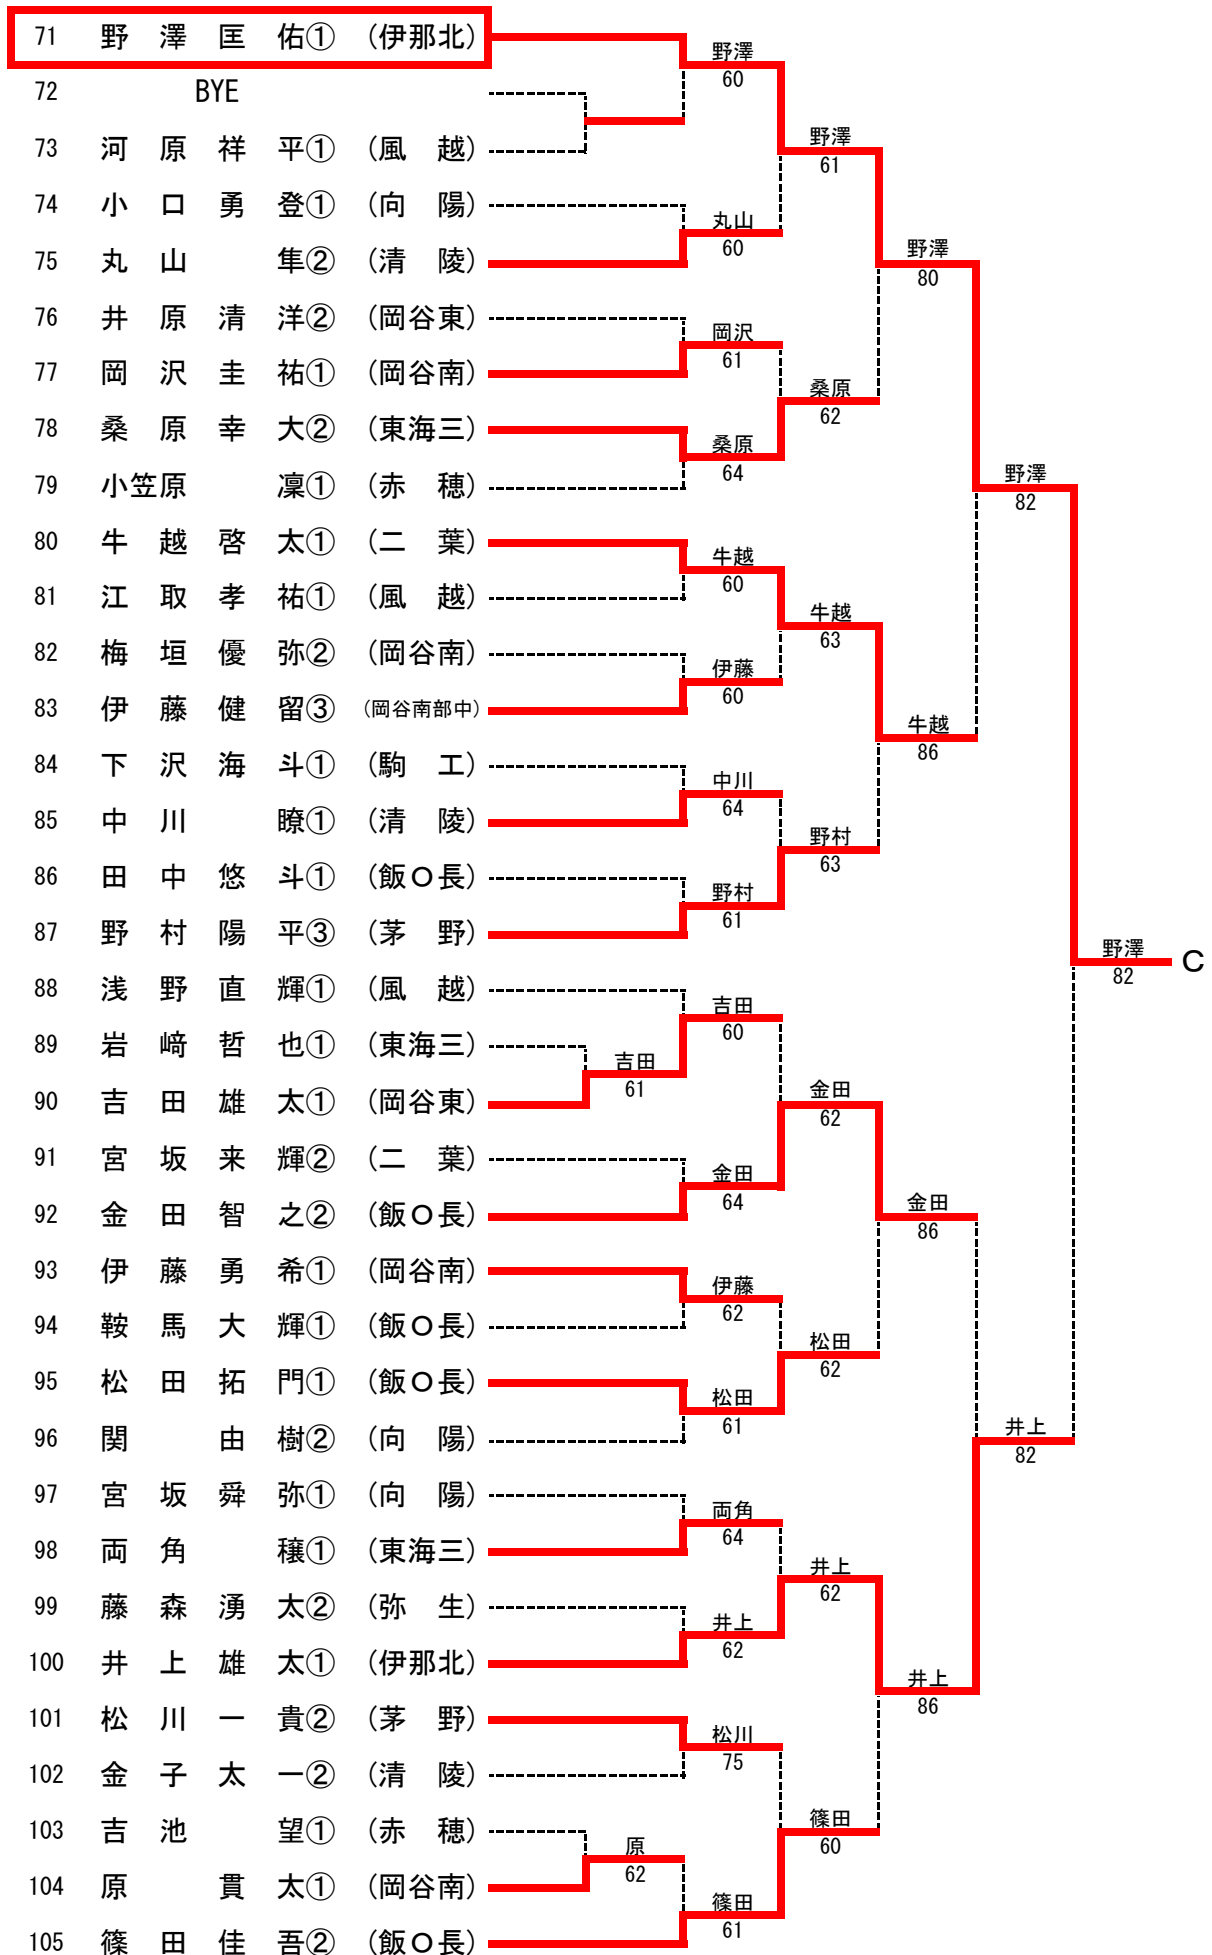 71 野 澤 匡 佑① (伊那北)
72 BYE
73 河 原 祥 平① (風 越)
74 小 口 勇 登① (向 陽)
75 丸 山 隼② (清 陵)
76 井 原 清 洋② (岡谷東)
77 岡 沢 圭 祐① (岡谷南)
78 桑 原 幸 大② (東海三)
79 小笠原 凜① (赤 穂)
80 牛 越 啓 太① (二 葉)
81 江 取 孝 祐① (風 越)
82 梅 垣 優 弥② (岡谷南)
83 伊 藤 健 留③ (岡谷南部中)
84 下 沢 海 斗① (駒 工)
85 中 川 瞭① (清 陵)
86 田 中 悠 斗① (飯O長)
87 野 村 陽 平③ (茅 野)
88 浅 野 直 輝① (風 越)
89 岩 﨑 哲 也① (東海三)
90 吉 田 雄 太① (岡谷東)
91 宮 坂 来 輝② (二 葉)
92 金 田 智 之② (飯O長)
93 伊 藤 勇 希① (岡谷南)
94 鞍 馬 大 輝① (飯O長)
95 松 田 拓 門① (飯O長)
96 関 由 樹② (向 陽)
97 宮 坂 舜 弥① (向 陽)
98 両 角 穣① (東海三)
99 藤 森 湧 太② (弥 生)
100 井 上 雄 太① (伊那北)
101 松 川 一 貴② (茅 野)
102 金 子 太 一② (清 陵)
103 吉 池 望① (赤 穂)
104 原 貫 太① (岡谷南)
105 篠 田 佳 吾② (飯O長)
吉田
61
原
62
野澤
60
丸山
60
岡沢
61
桑原
64
牛越
60
伊藤
60
中川
64
野村
61
吉田
60
金田
64
伊藤
62
松田
61
両角
64
井上
62
松川
75
篠田
61
野澤
61
桑原
62
牛越
63
野村
63
金田
62
松田
62
井上
62
篠田
60
野澤
80
牛越
86
金田
86
井上
86
野澤
82
井上
82
野澤
82
C